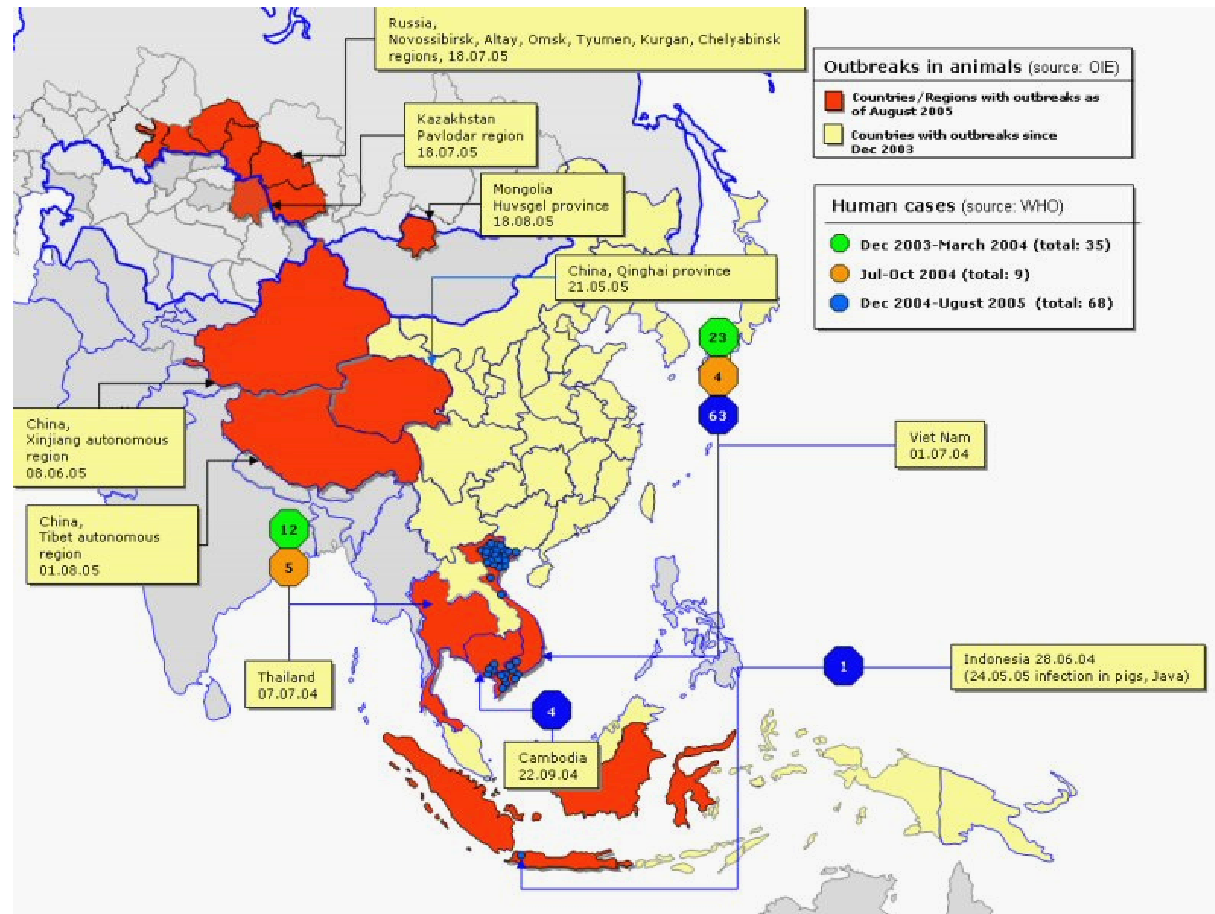 Russia,
Novossibirsk, Altay, Omsk, Tyumen, Kurgan, Chelyabinsk
regions, 18.07.05
Outbreaks in animals (source: OIE)
Countries/Regions with outbreaks as
of August 2005
Countries with outbreaks since
Dec 2003
Kazakhstan
Pavlodar region
18.07.05
Mongolia
Huvsgel province
18.08.05
Human cases (source: WHO)
Dec 2003-March 2004 (total: 35)
Jul-Oct 2004 (total: 9)
Dec 2004-Ugust 2005 (total: 68)
China, Qinghai province
21.05.05
23
4
63
China,
Xinjiang autonomous
region
08.06.05
Viet Nam
01.07.04
China,
Tibet autonomous
region
01.08.05
12
5
Thailand
07.07.04
1
Indonesia 28.06.04
(24.05.05 infection in pigs, Java)
4
Cambodia
22.09.04